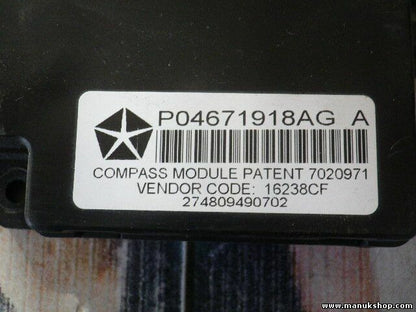 P04671918AG A
COMPASS MODULE PATENT 7020971
VENDOR CODE: 16238CF
274809490702
www.manukshop.com